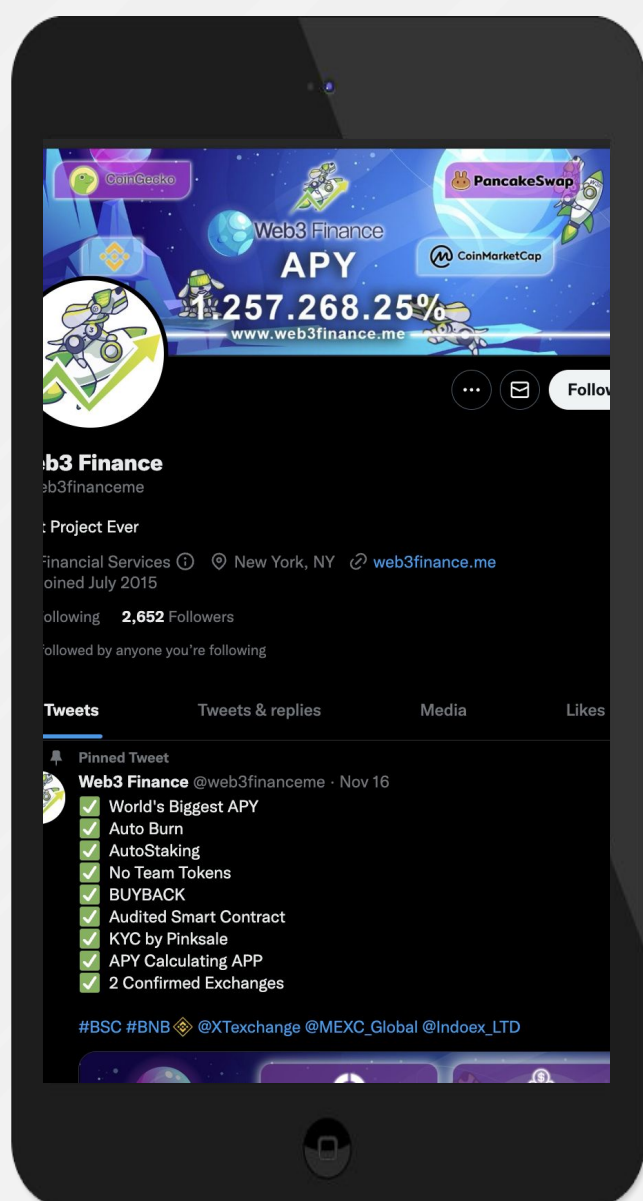 CoinGecko
PancakeSwap
Web3 Finance
CoinMarketCap
APY
1.257.268.25%
www.web3finance.me
Follow
eb3 Finance
eb3financeme
t Project Ever
Financial Services New York, NY web3finance.me
oined July 2015
ollowing 2,652 Followers
ollowed by anyone you're following
Tweets Tweets & replies Media Likes
Pinned Tweet
Web3 Finance @web3financeme · Nov 16
✅ World's Biggest APY
✅ Auto Burn
✅ AutoStaking
✅ No Team Tokens
✅ BUYBACK
✅ Audited Smart Contract
✅ KYC by Pinksale
✅ APY Calculating APP
✅ 2 Confirmed Exchanges
#BSC #BNB @XTexchange @MEXC_Global @Indoex_LTD